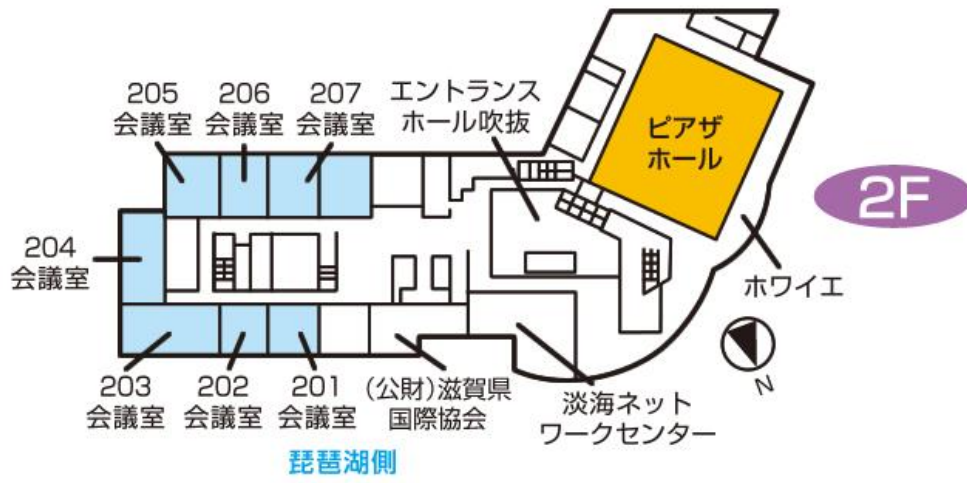 205
会議室
206
会議室
207
会議室
エントランス
ホール吹抜
ピアザ
ホール
2F
204
会議室
ホワイエ
N
203
会議室
202
会議室
201
会議室
(公財)滋賀県
国際協会
淡海ネット
ワークセンター
琵琶湖側